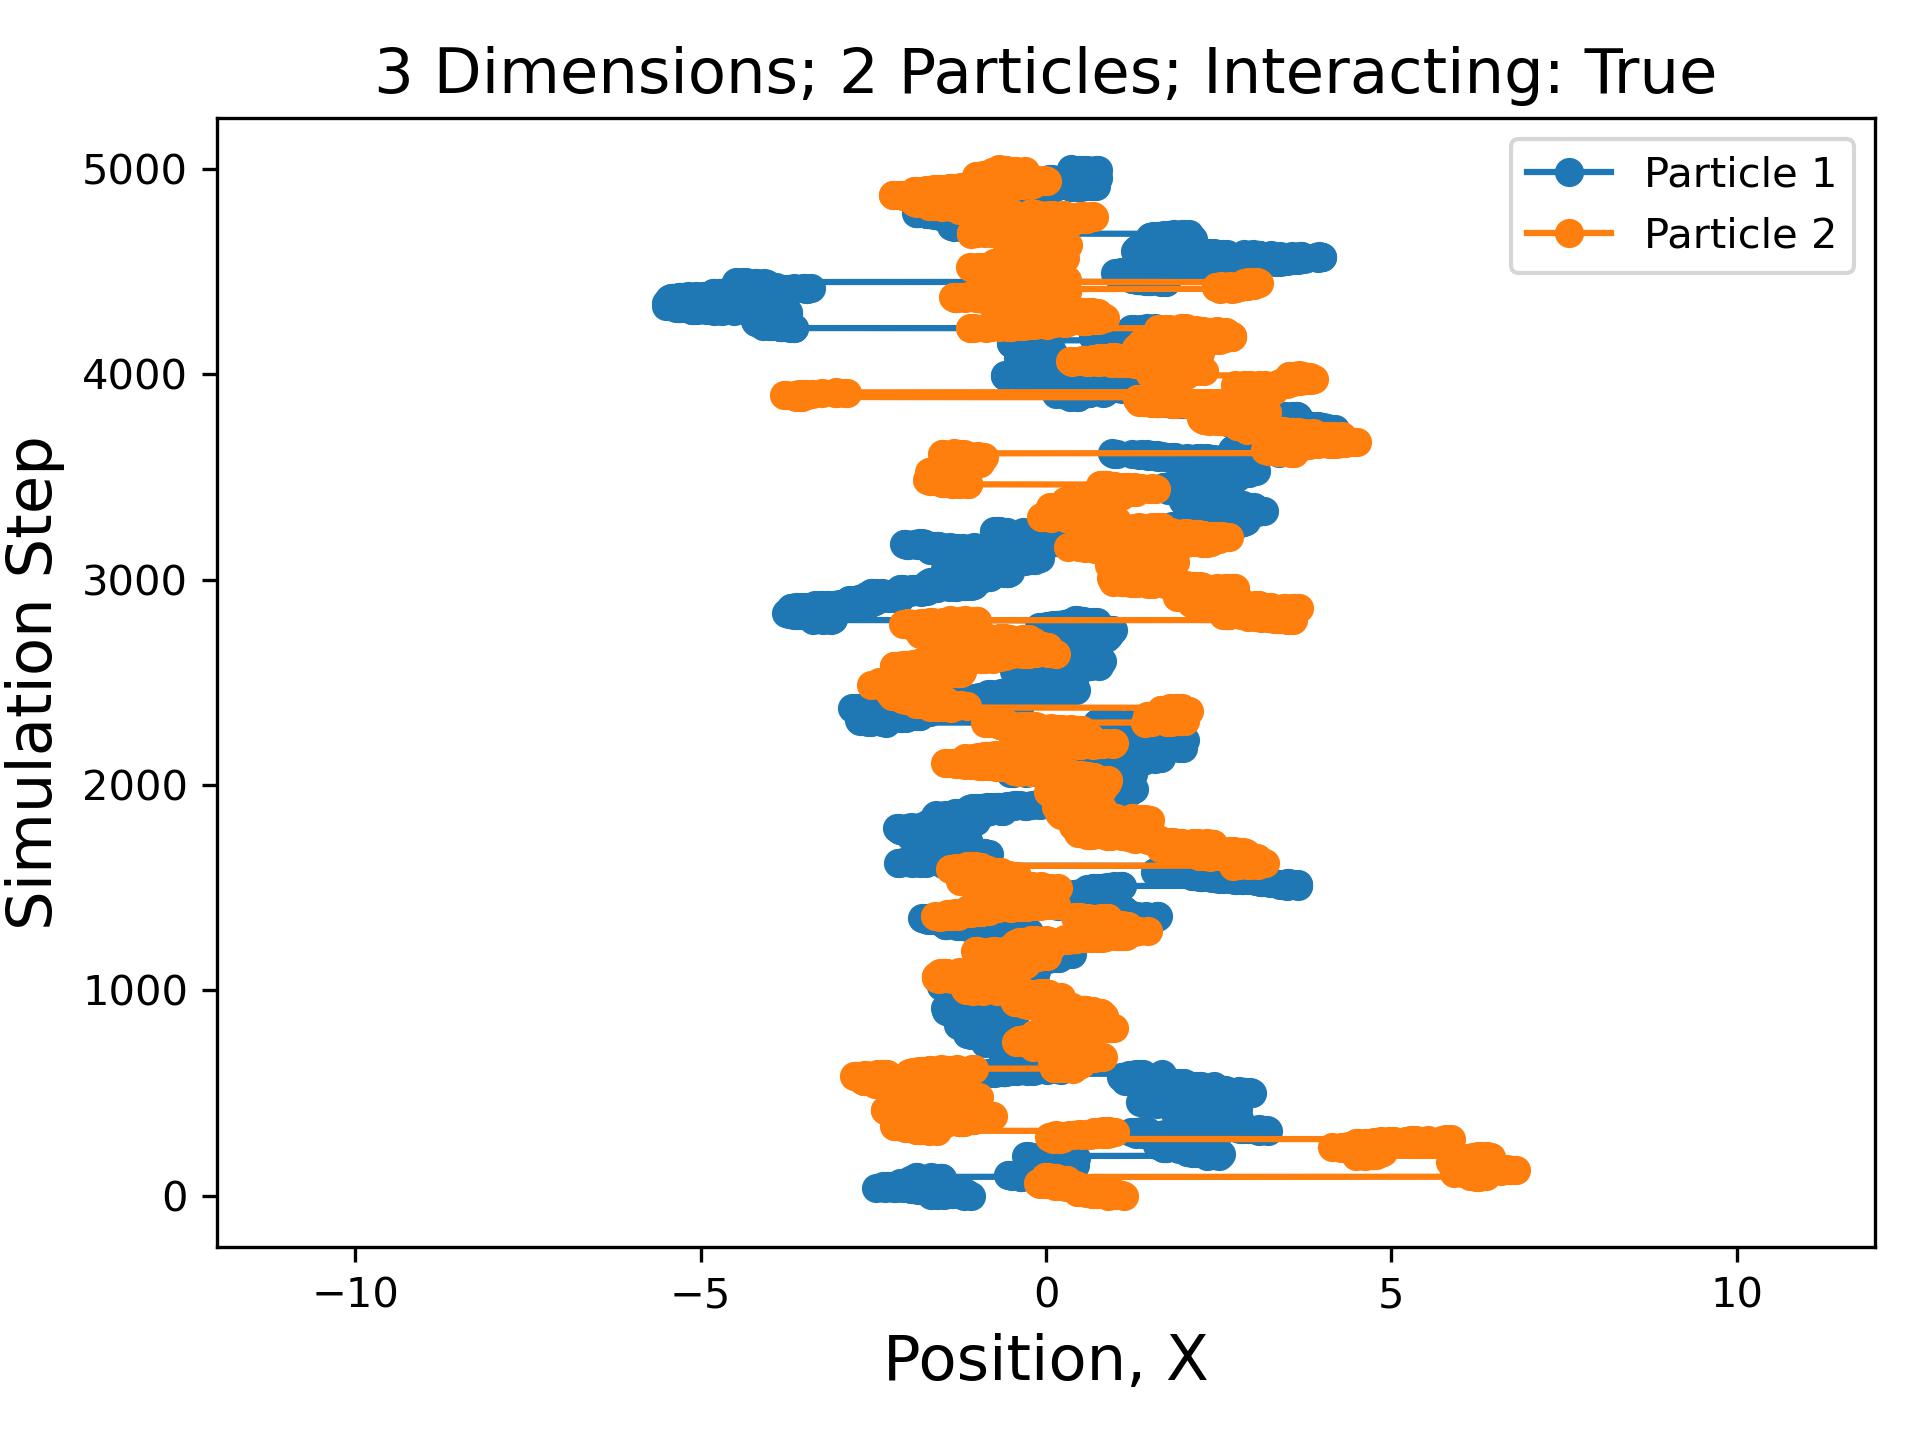 3 Dimensions; 2 Particles; Interacting: True
Particle 1
Particle 2
5000
4000
3000
2000
1000
0
Simulation Step
−10
−5
0
5
10
Position, X